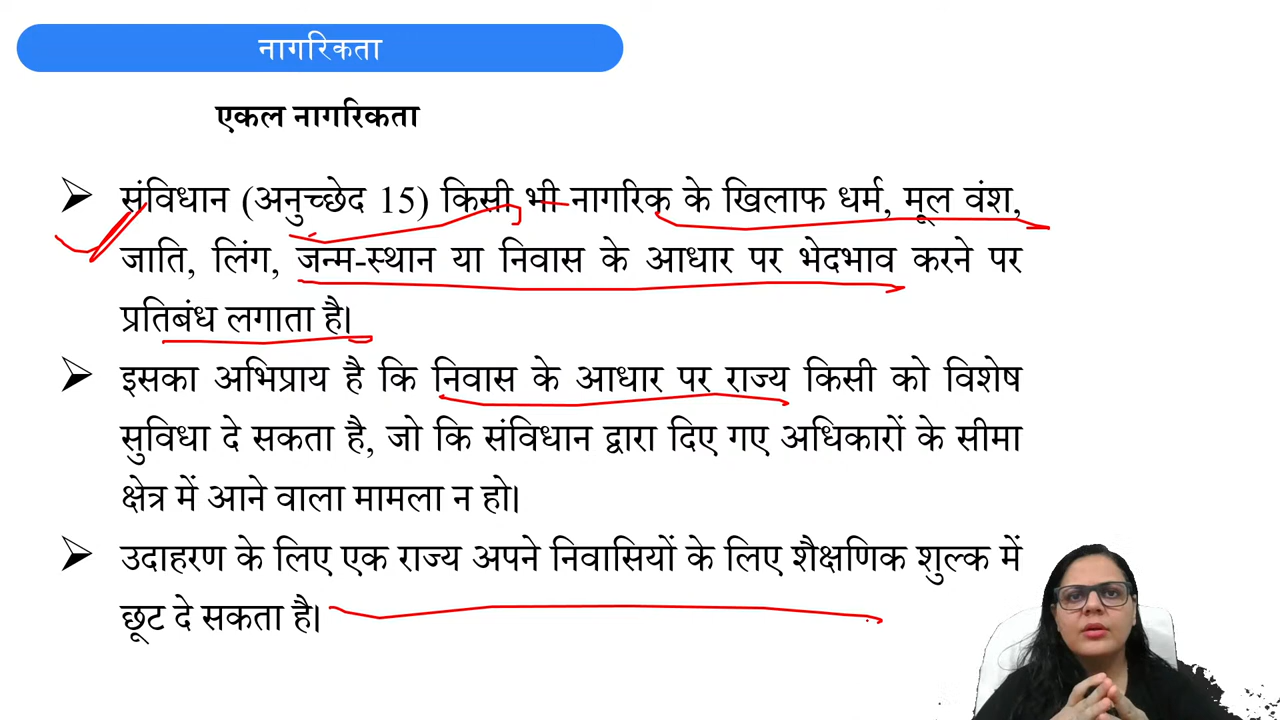 नागरिकता
एकल नागरिकता
संविधान (अनुच्छेद 15) किसी भी नागरिक के खिलाफ धर्म, मूल वंश,
जाति, लिंग, जन्म-स्थान या निवास के आधार पर भेदभाव करने पर
प्रतिबंध लगाता है।
इसका अभिप्राय है कि निवास के आधार पर राज्य किसी को विशेष
सुविधा दे सकता है, जो कि संविधान द्वारा दिए गए अधिकारों के सीमा
क्षेत्र में आने वाला मामला न हो।
उदाहरण के लिए एक राज्य अपने निवासियों के लिए शैक्षणिक शुल्क में
छूट दे सकता है।